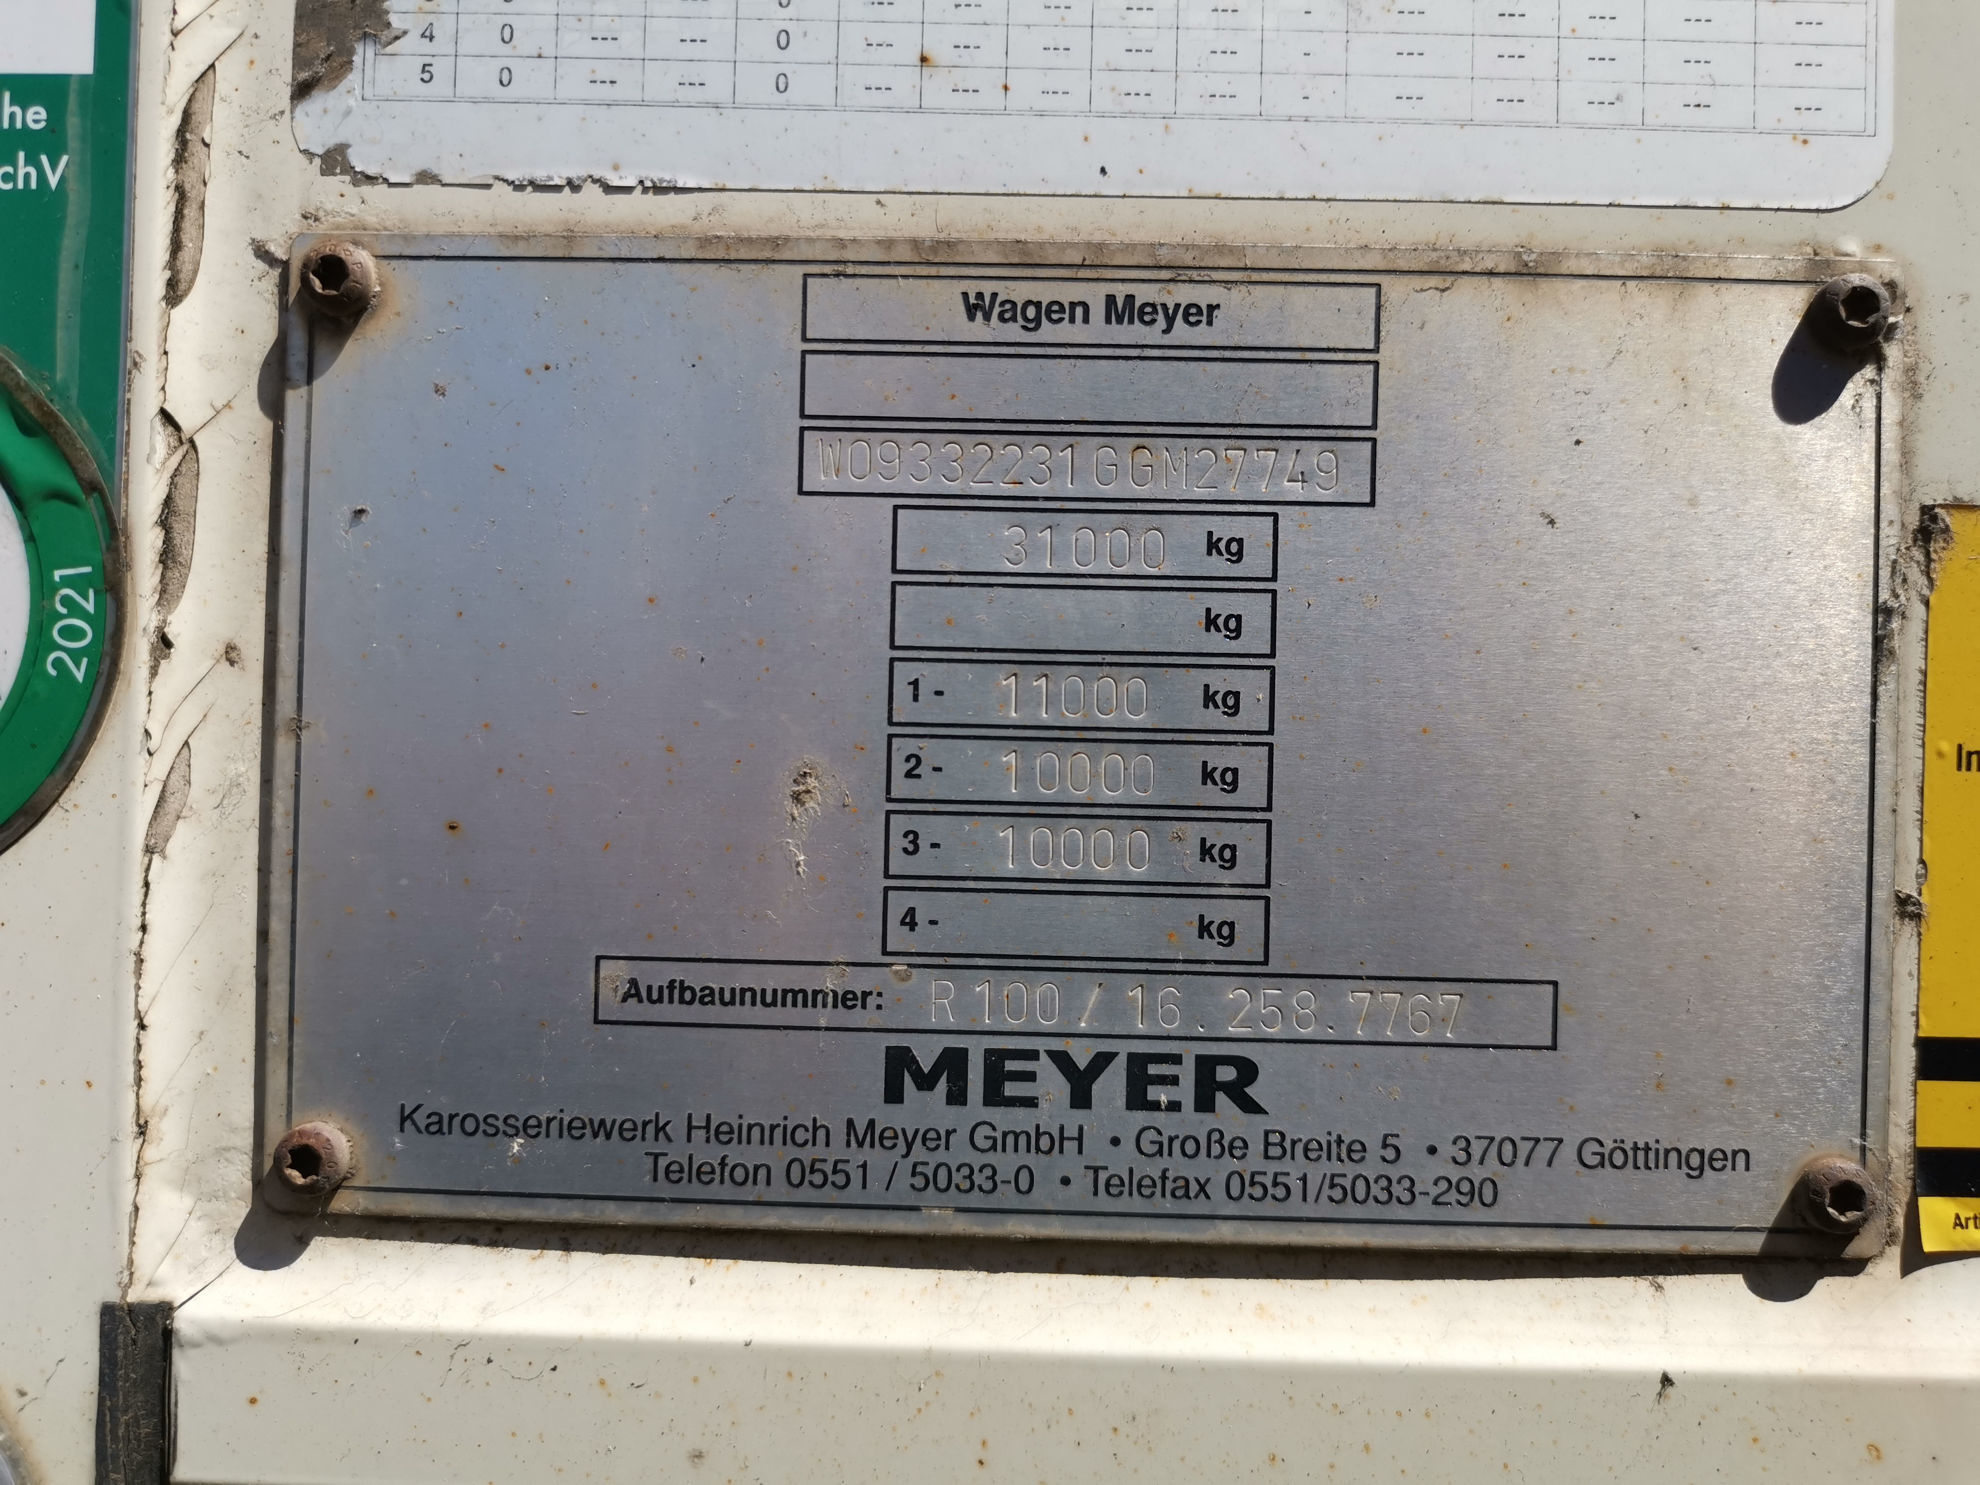 4 0 --- --- 0 --- --- --- --- --- - --- --- --- --- ---
5 0 --- --- 0 --- --- --- --- --- - --- --- --- --- ---
he
chV
2021
Wagen Meyer
W09332231GGM27749
31000 kg
kg
1- 11000 kg
2- 10000 kg
3- 10000 kg
4- kg
Aufbaunummer: R100/16.258.7767
MEYER
Karosseriewerk Heinrich Meyer GmbH • Große Breite 5 • 37077 Göttingen
Telefon 0551 / 5033-0 • Telefax 0551/5033-290
In
Arti